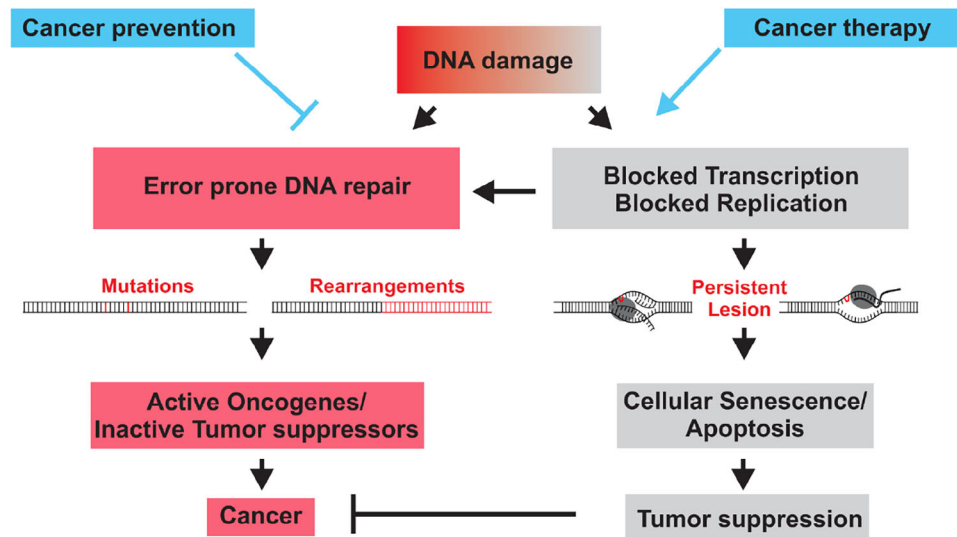 Cancer prevention
DNA damage
Cancer therapy
Error prone DNA repair
Blocked Transcription
Blocked Replication
Mutations
Rearrangements
Persistent
Lesion
Active Oncogenes/
Inactive Tumor suppressors
Cellular Senescence/
Apoptosis
Cancer
Tumor suppression